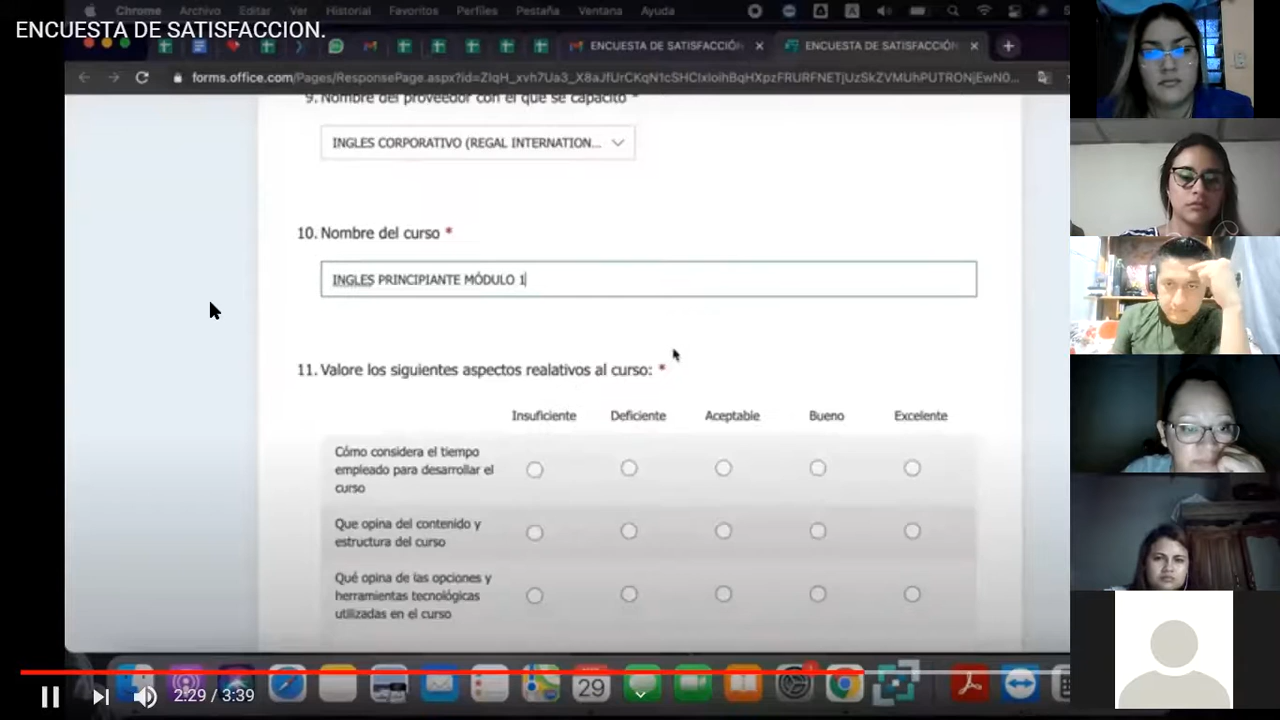 ENCUESTA DE SATISFACCION.
Chrome Archivo Editar Ver Historial Favoritos Perfiles Pestaña Ventana Ayuda
ENCUESTA DE SATISFACCIÓN
ENCUESTA DE SATISFACCIÓN
forms.office.com/Pages/ResponsePage.aspx?id=
9. Nombre del proveedor con el que se capacitó *
INGLES CORPORATIVO (REGAL INTERNATION...
10. Nombre del curso *
INGLES PRINCIPIANTE MÓDULO 1
11. Valore los siguientes aspectos realativos al curso: *
Insuficiente Deficiente Aceptable Bueno Excelente
Cómo considera el tiempo
empleado para desarrollar el
curso
Que opina del contenido y
estructura del curso
Qué opina de las opciones y
herramientas tecnológicas
utilizadas en el curso
29
2:29 / 3:39